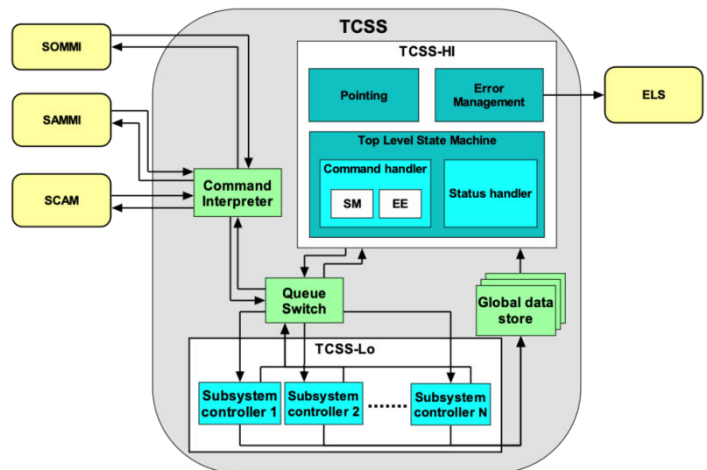 TCSS
SOMMI
TCSS-HI
Pointing
Error
Management
ELS
SAMMI
Top Level State Machine
Command handler
SM
EE
Status handler
Command
Interpreter
SCAM
Queue
Switch
Global data
store
TCSS-Lo
Subsystem
controller 1
Subsystem
controller 2
Subsystem
controller N